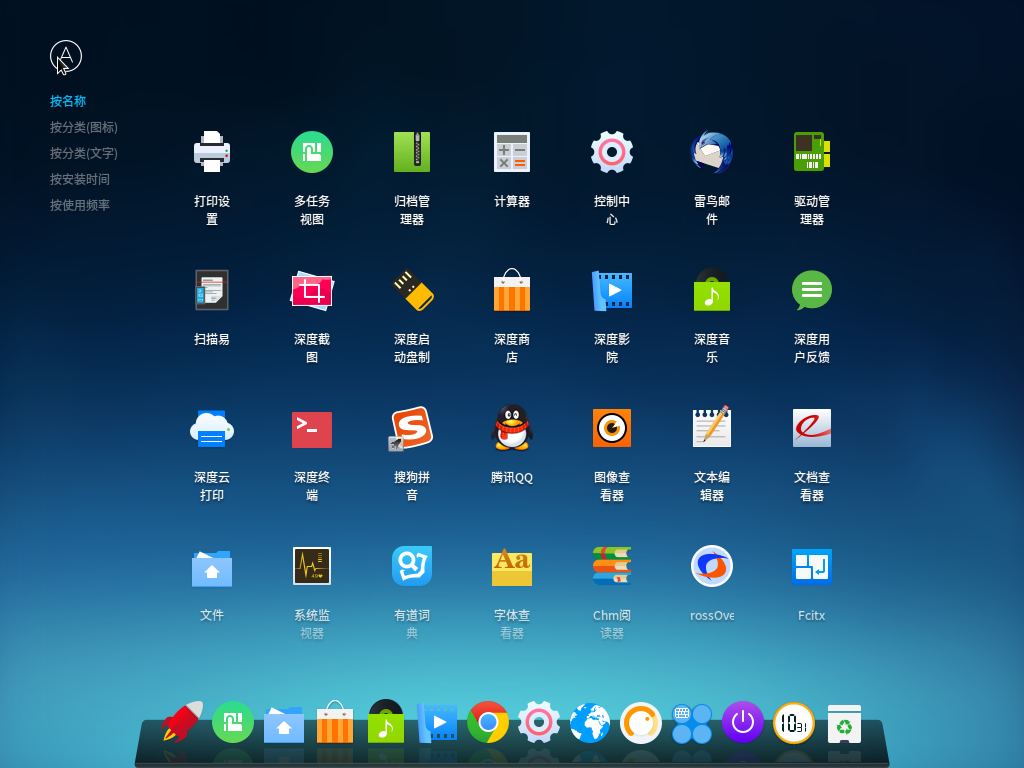 A
按名称
按分类(图标)
按分类(文字)
按安装时间
按使用频率
打印设
置
多任务
视图
归档管
理器
计算器
控制中
心
雷鸟邮
件
驱动管
理器
扫描易
深度截
图
深度启
动盘制
深度商
店
深度影
院
深度音
乐
深度用
户反馈
深度云
打印
深度终
端
搜狗拼
音
腾讯QQ
图像查
看器
文本编
辑器
文档查
看器
文件
系统监
视器
有道词
典
Aa
字体查
看器
Chm阅
读器
rossOve
Fcitx
1031